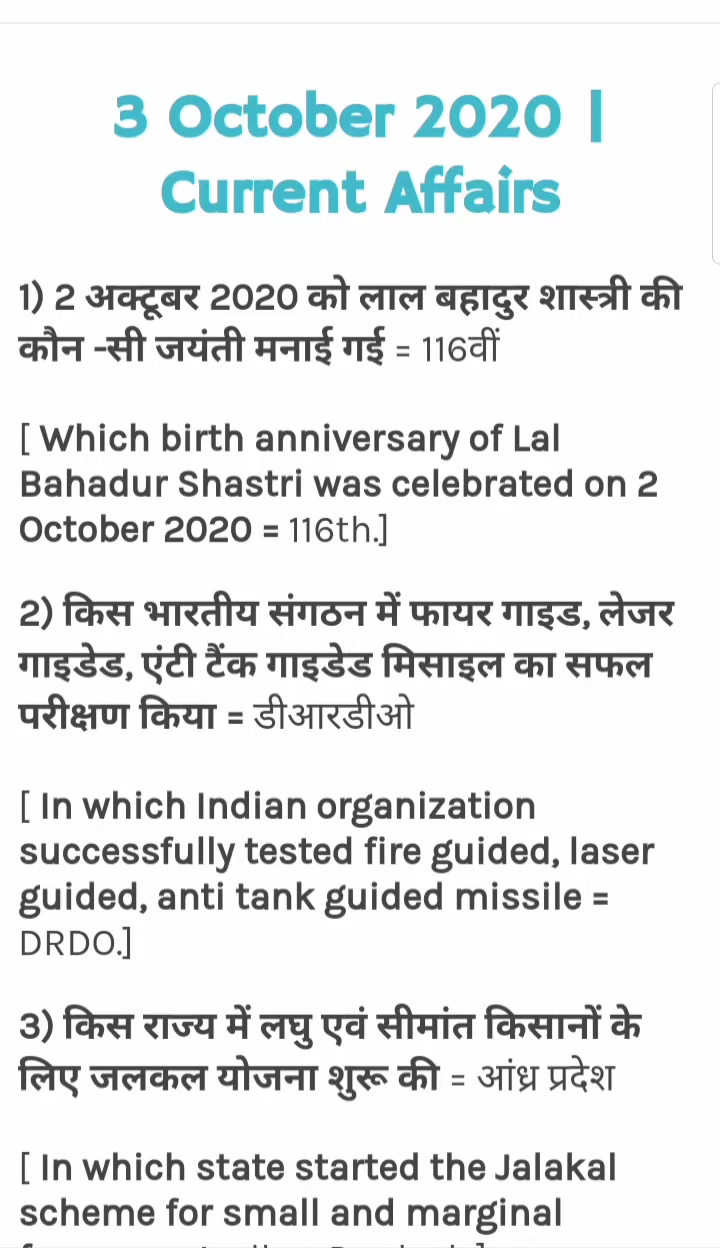 3 October 2020 |
Current Affairs
1) 2 अक्टूबर 2020 को लाल बहादुर शास्त्री की
कौन -सी जयंती मनाई गई = 116वीं
[ Which birth anniversary of Lal
Bahadur Shastri was celebrated on 2
October 2020 = 116th.]
2) किस भारतीय संगठन में फायर गाइड, लेजर
गाइडेड, एंटी टैंक गाइडेड मिसाइल का सफल
परीक्षण किया = डीआरडीओ
[ In which Indian organization
successfully tested fire guided, laser
guided, anti tank guided missile =
DRDO.]
3) किस राज्य में लघु एवं सीमांत किसानों के
लिए जलकल योजना शुरू की = आंध्र प्रदेश
[ In which state started the Jalakal
scheme for small and marginal